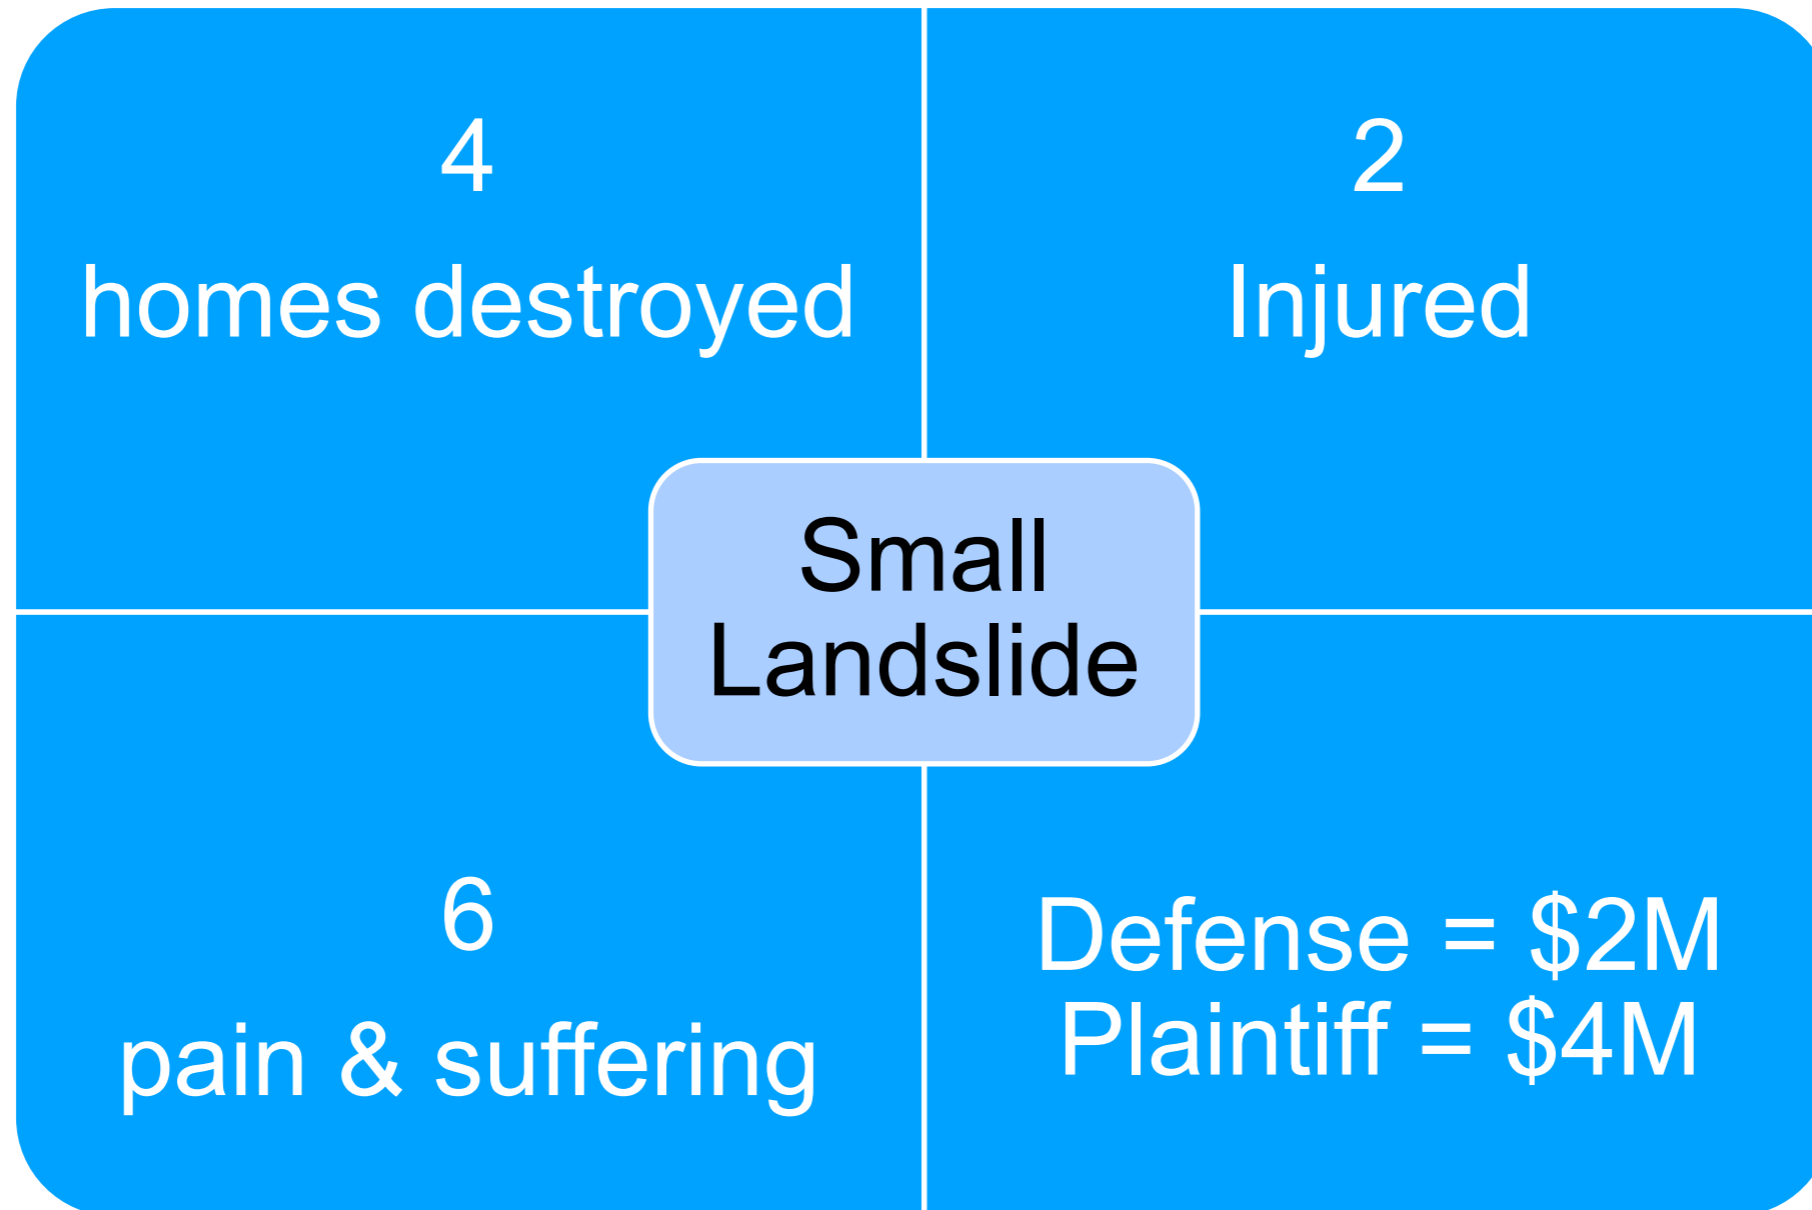 4
homes destroyed
2
Injured
Small
Landslide
6
pain & suffering
Defense = $2M
Plaintiff = $4M